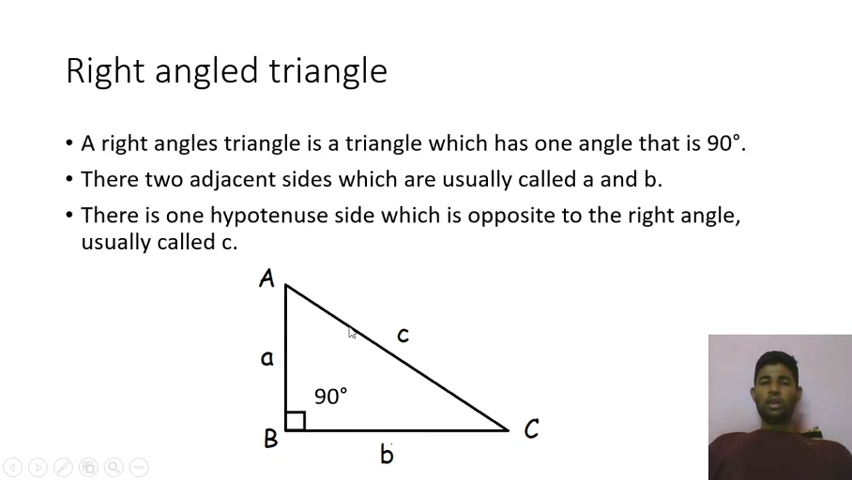 Right angled triangle
• A right angles triangle is a triangle which has one angle that is 90°.
• There two adjacent sides which are usually called a and b.
• There is one hypotenuse side which is opposite to the right angle,
usually called c.
A
c
a
90°
B
C
b